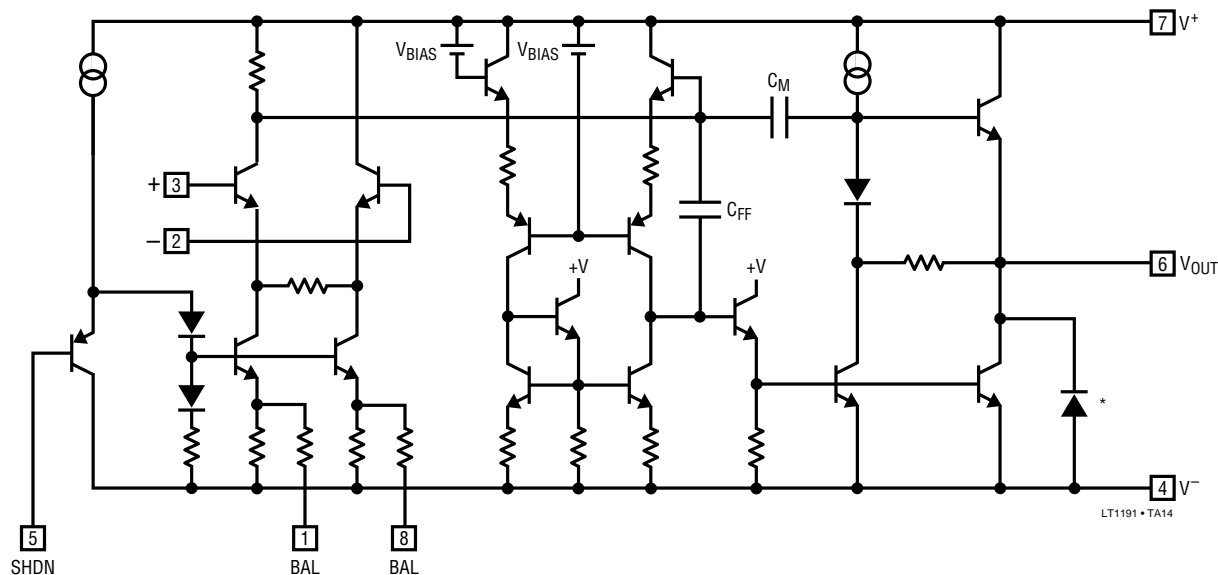 7 V+
VBIAS
VBIAS
CM
+ 3
CFF
− 2
+V
+V
6 VOUT
*
4 V−
LT1191 • TA14
5
1
8
SHDN
BAL
BAL